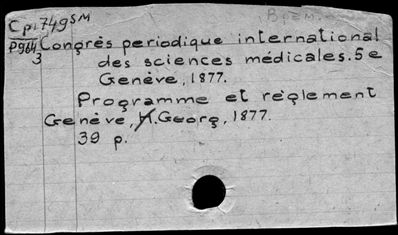 Cp.749SM
P964 Congrès periodique international
3 des sciences médicales.5e
Genève, 1877.
Programme et règlement
Genève, H.Georg, 1877.
39 p.